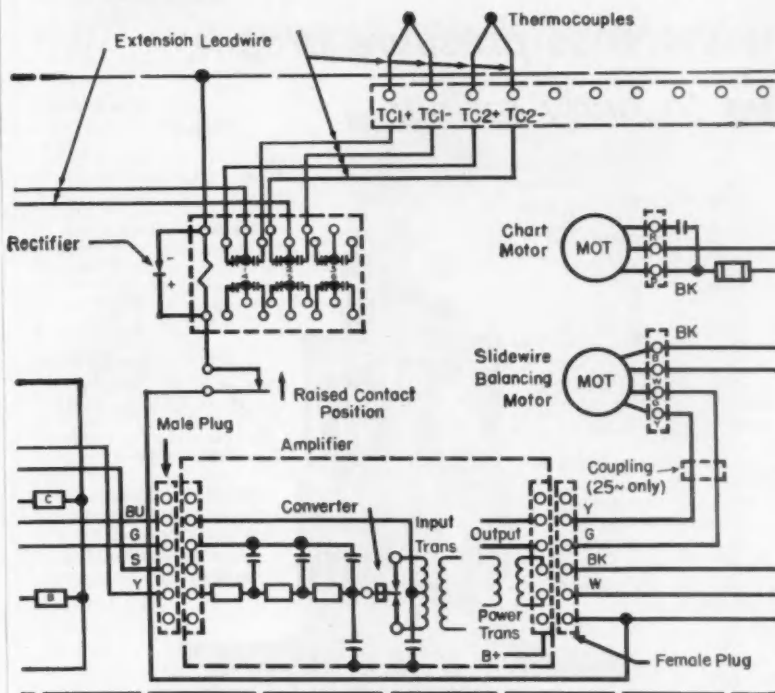 Thermocouples
Extension Leadwire
TC1+ TC1- TC2+ TC2-
Rectifier
-
+
Chart
Motor
MOT
BK
BK
Slidewire
Balancing
Motor
MOT
B
W
G
Y
Raised Contact
Position
Male Plug
Amplifier
Coupling
(25~ only)
Converter
C
BU
G
S
Y
B
Input
Trans
Output
Power
Trans
B+
Y
G
BK
W
Female Plug